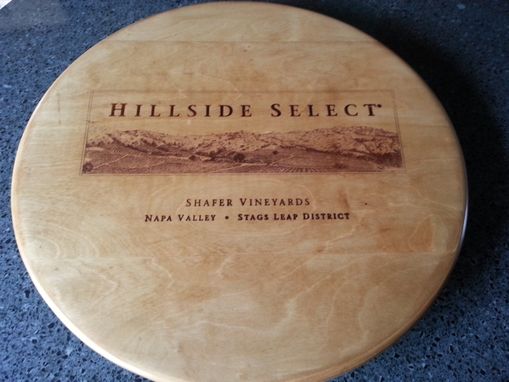 HILLSIDE SELECT®
SHAFER VINEYARDS
NAPA VALLEY • STAGS LEAP DISTRICT